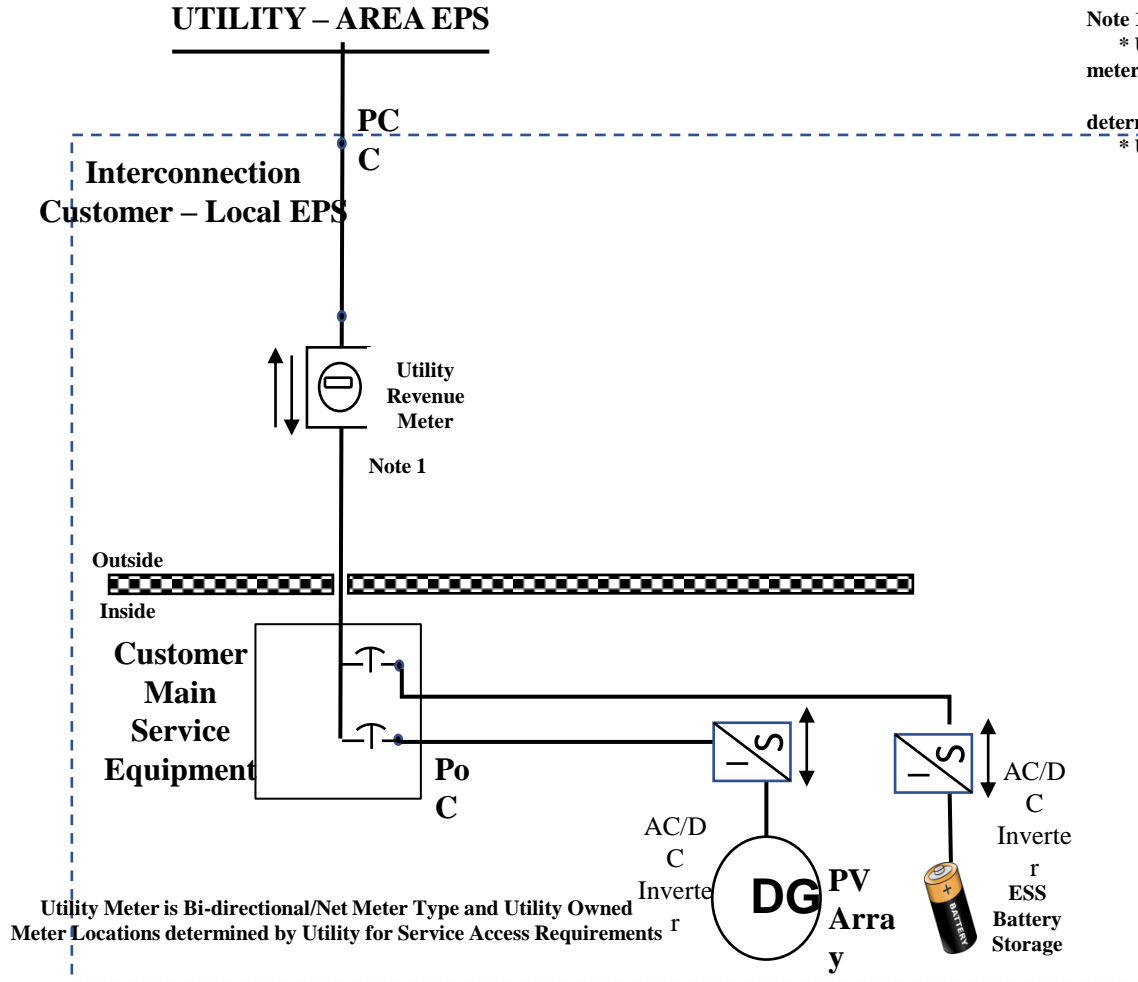 UTILITY – AREA EPS
Note 1
* U
meter
determ
* U
PC
C
Interconnection
Customer – Local EPS
Utility
Revenue
Meter
Note 1
Outside
Inside
Customer
Main
Service
Equipment
Po
C
AC/D
C
Inverte
r
DG
PV
Arra
y
AC/D
C
Inverte
r
ESS
Battery
Storage
BATTERY
Utility Meter is Bi-directional/Net Meter Type and Utility Owned
Meter Locations determined by Utility for Service Access Requirements